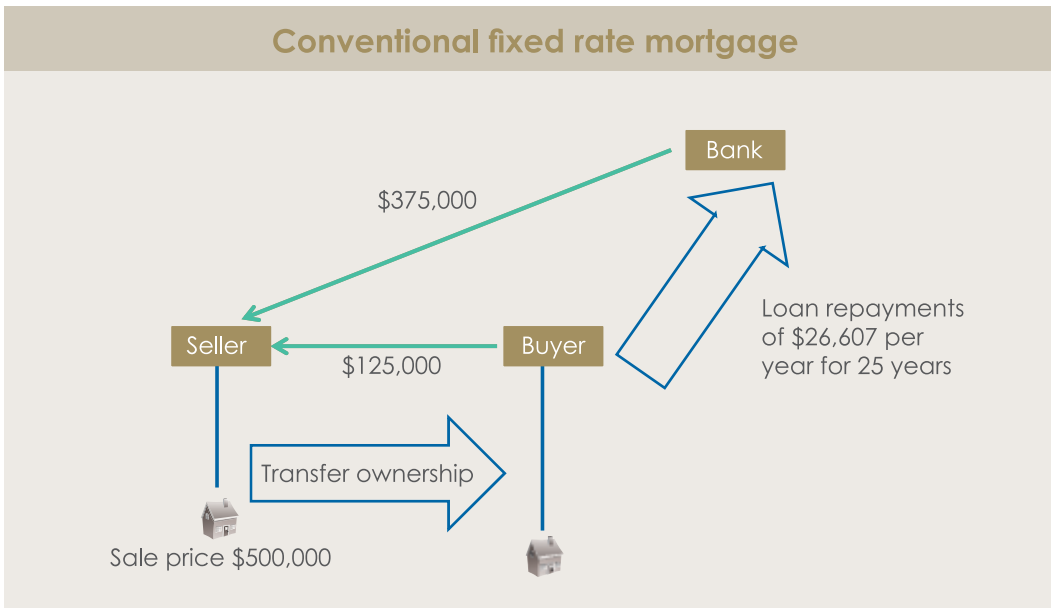 Conventional fixed rate mortgage
Bank
$375,000
Loan repayments
of $26,607 per
year for 25 years
Seller
Buyer
$125,000
Transfer ownership
Sale price $500,000